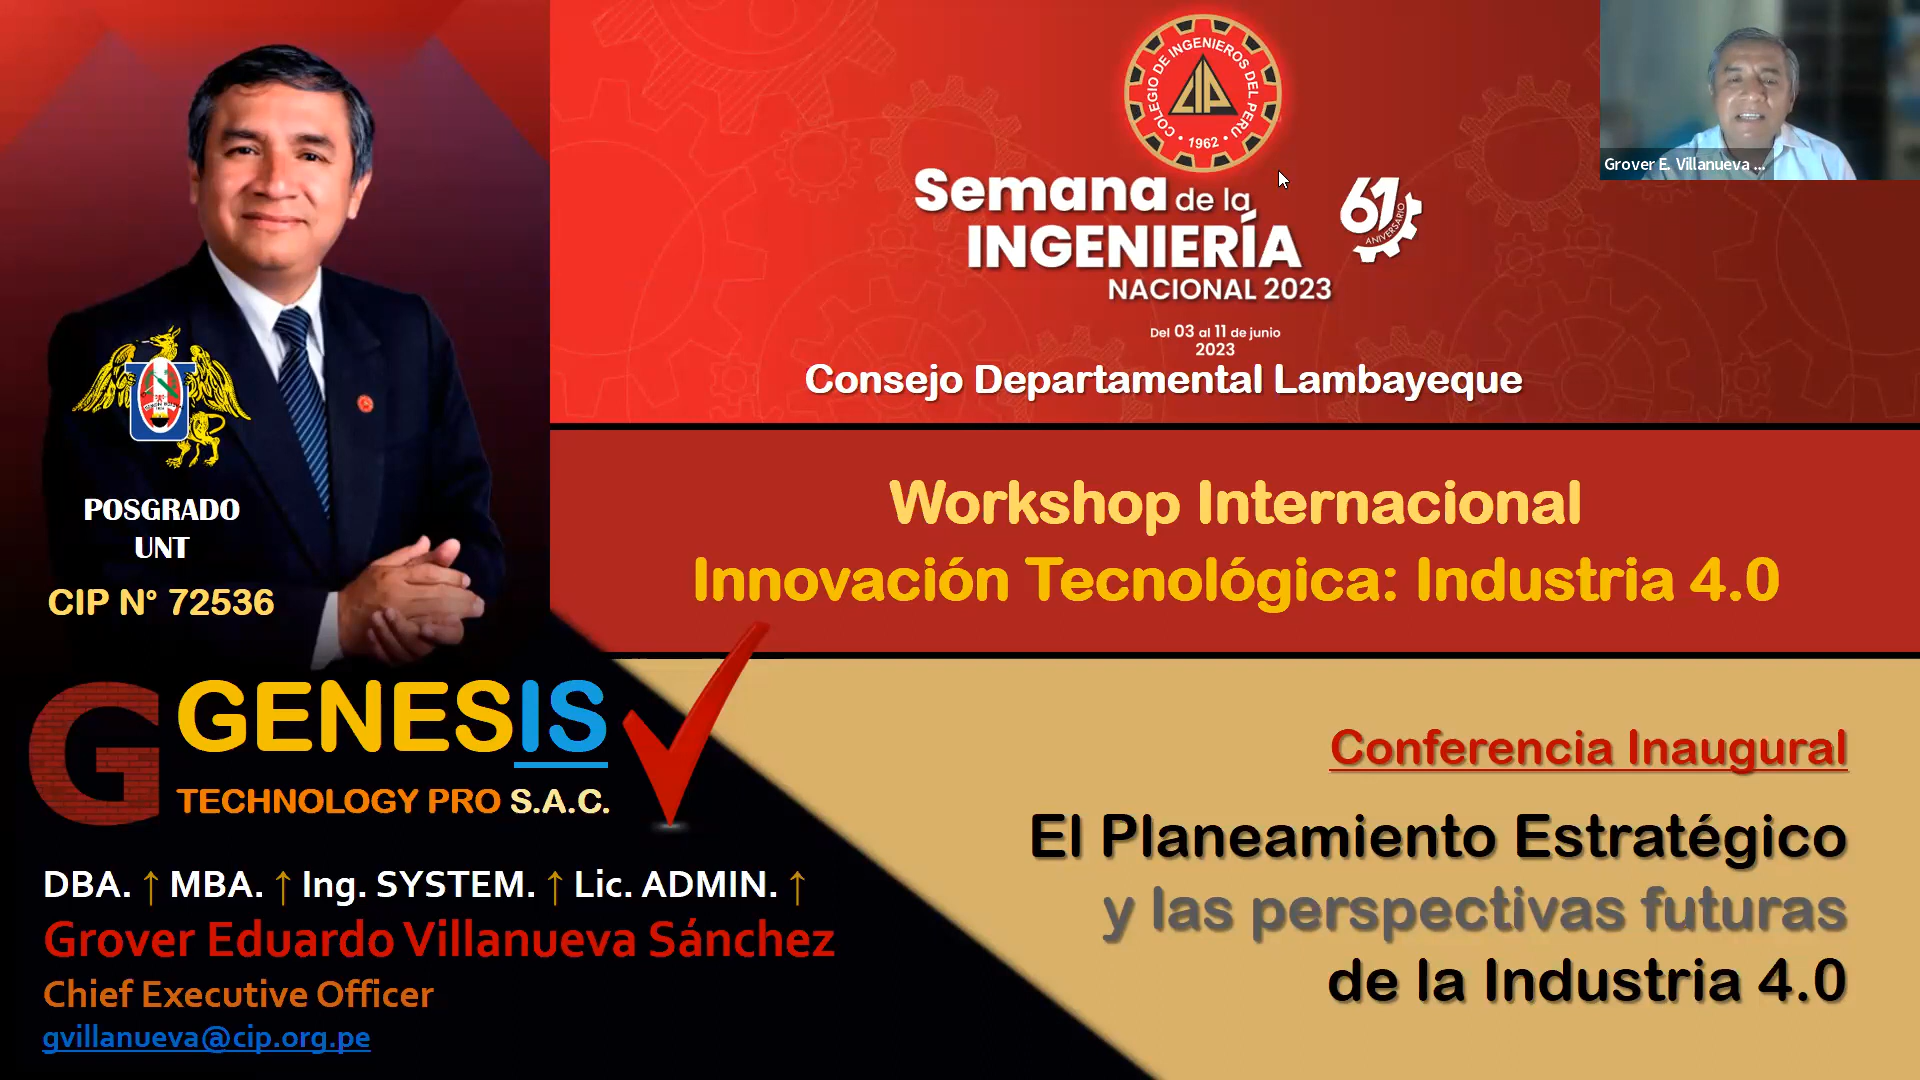 COLEGIO DE INGENIEROS DEL PERU
CIP
• 1962 •
Semana de la
INGENIERÍA
NACIONAL 2023
61
ANIVERSARIO
Del 03 al 11 de junio
2023
Consejo Departamental Lambayeque
Grover E. Villanueva ...
Workshop Internacional
Innovación Tecnológica: Industria 4.0
POSGRADO
UNT
CIP N° 72536
G
GENESIS
TECHNOLOGY PRO S.A.C.
DBA. ↑ MBA. ↑ Ing. SYSTEM. ↑ Lic. ADMIN. ↑
Grover Eduardo Villanueva Sánchez
Chief Executive Officer
gvillanueva@cip.org.pe
Conferencia Inaugural
El Planeamiento Estratégico
y las perspectivas futuras
de la Industria 4.0